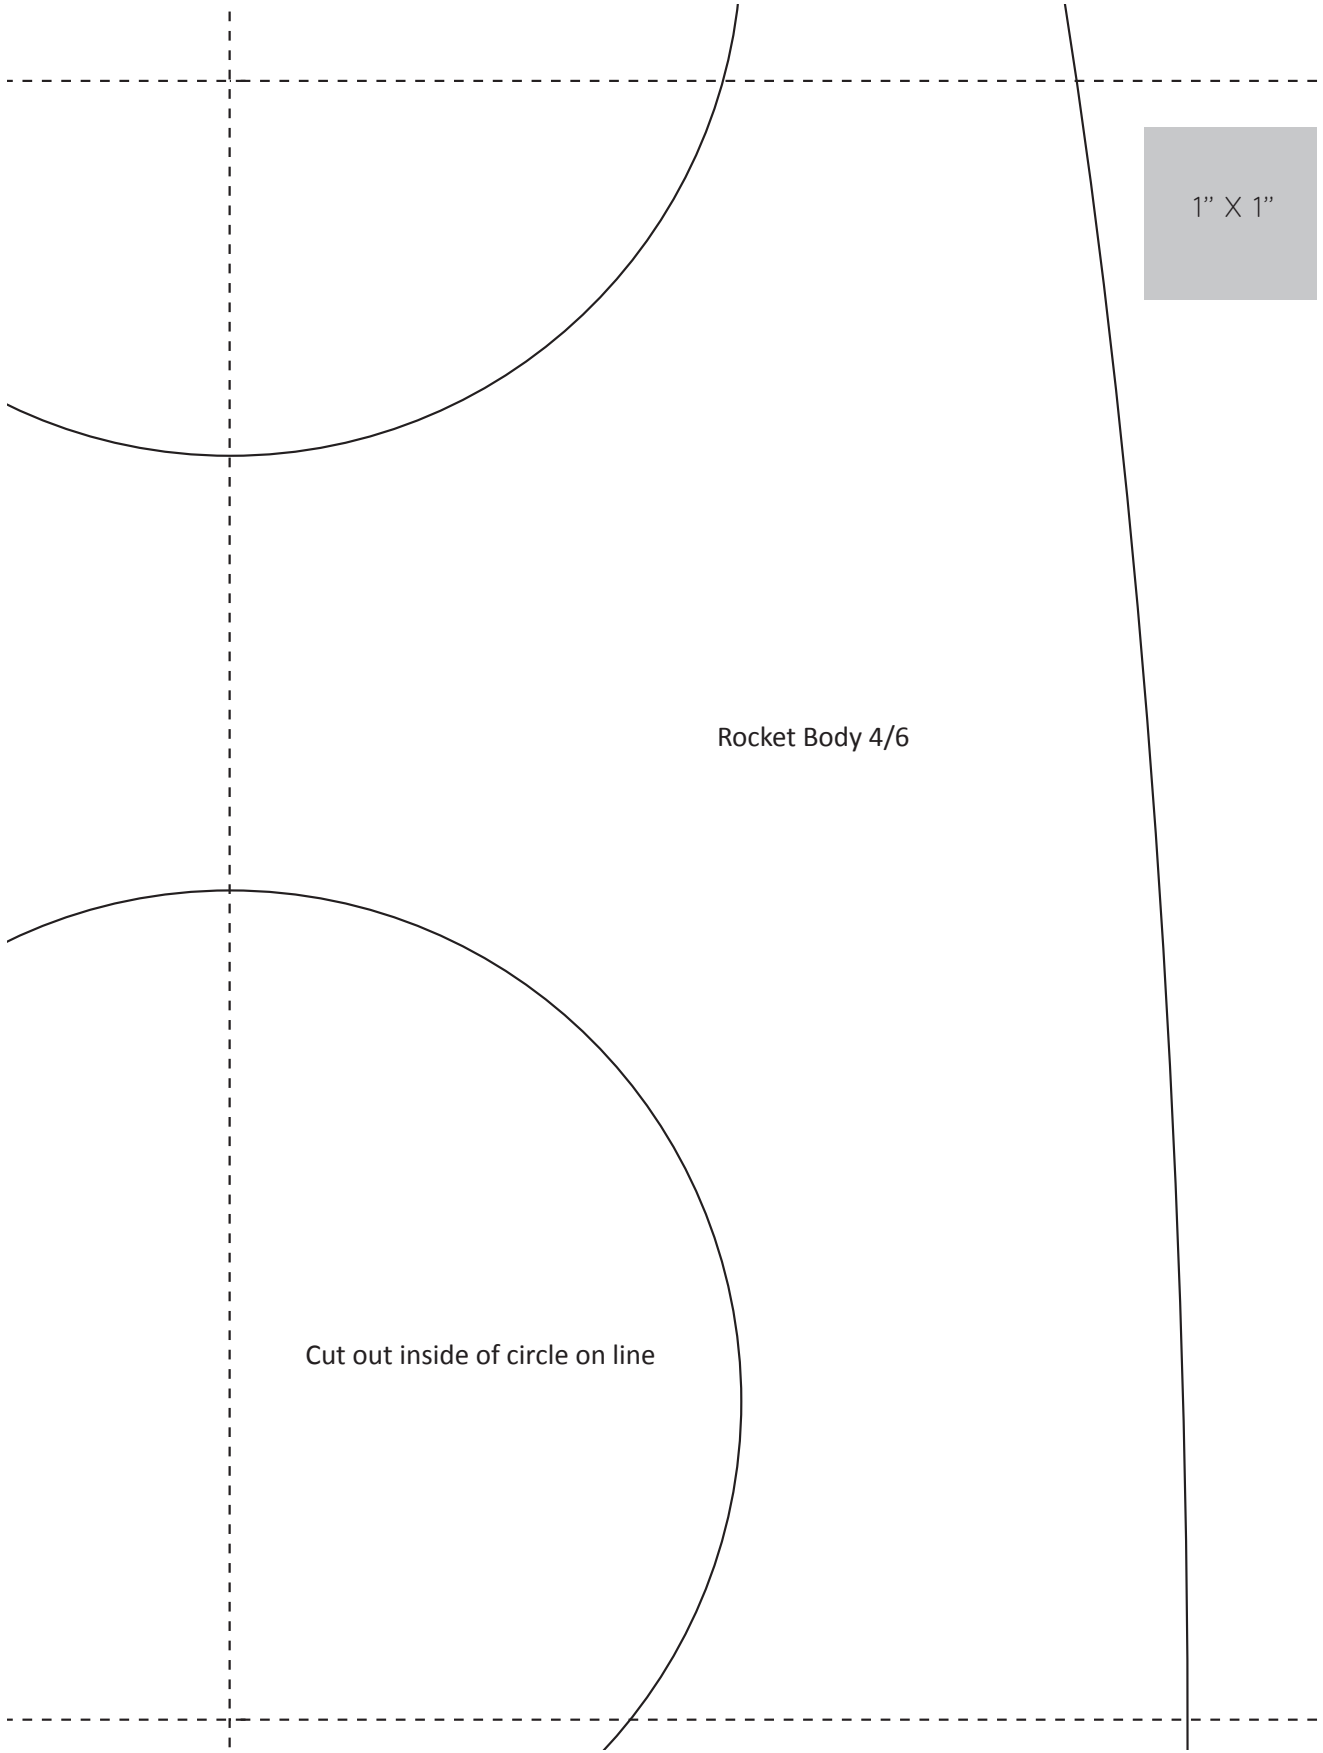 1” X 1”
Rocket Body 4/6
Cut out inside of circle on line